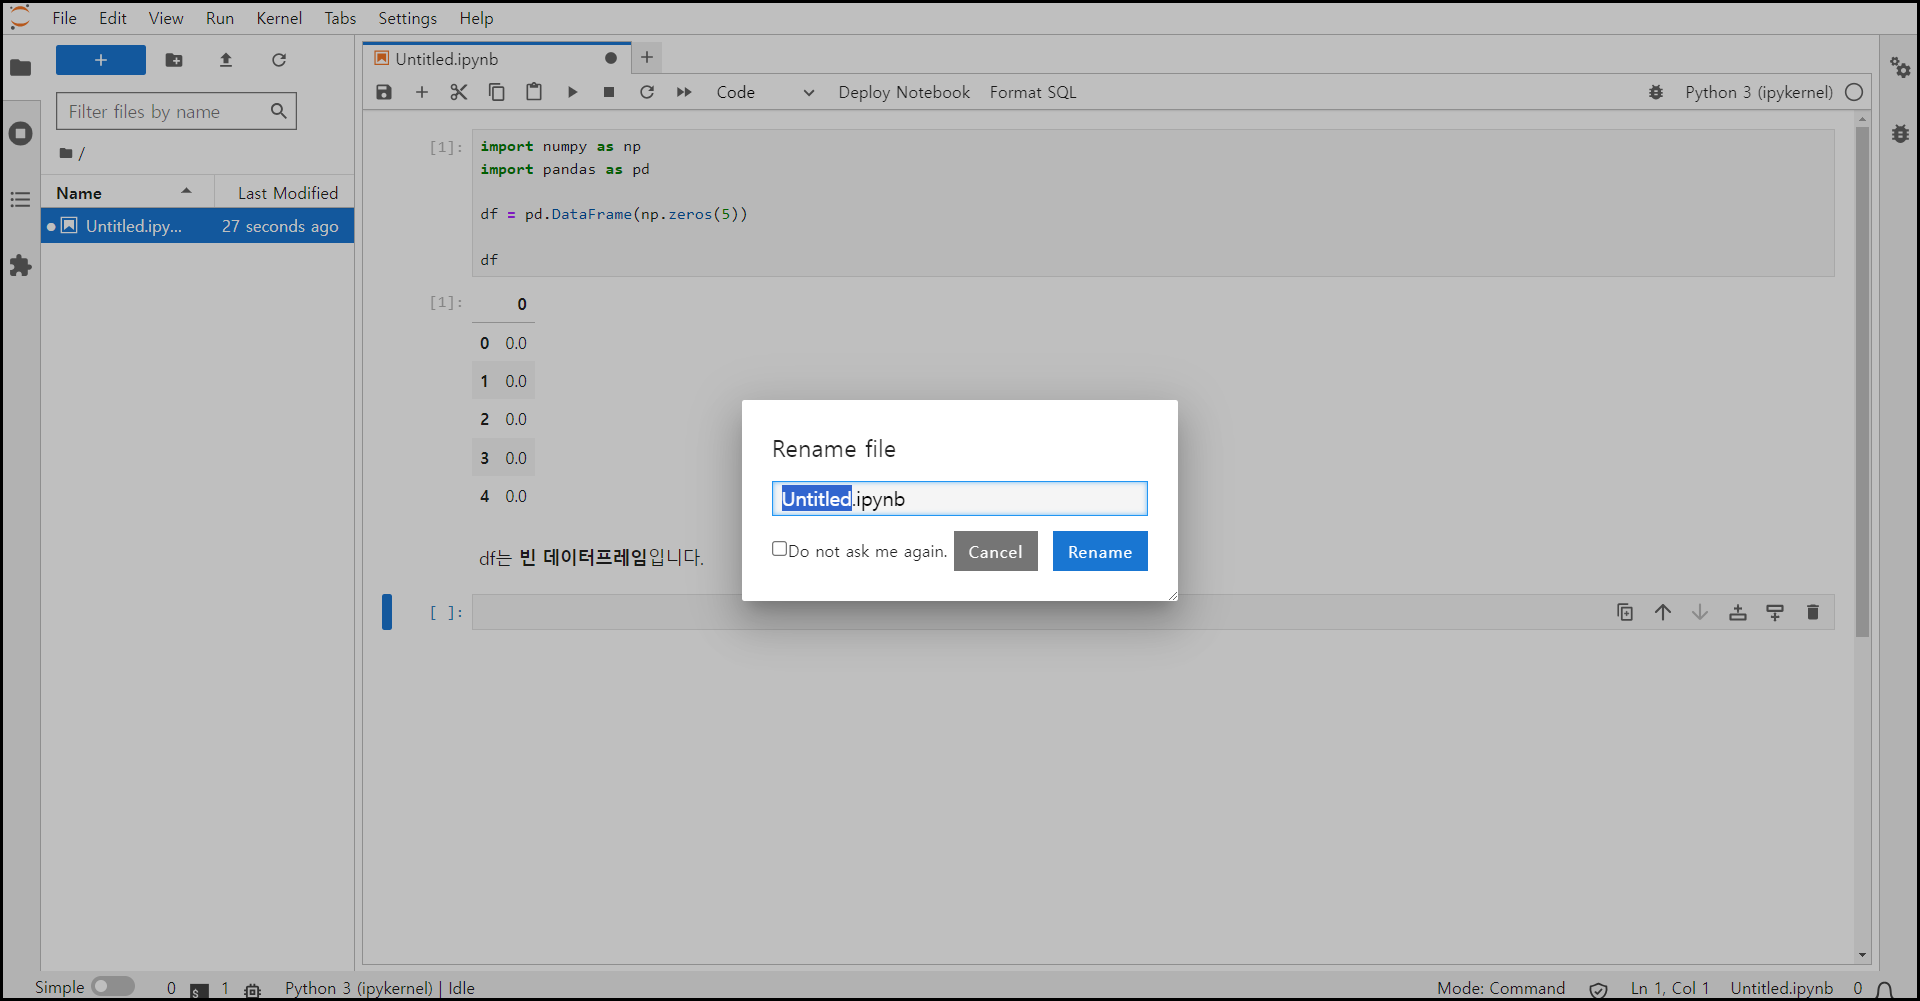 File Edit View Run Kernel Tabs Settings Help
Untitled.ipynb
Filter files by name
Code Deploy Notebook Format SQL Python 3 (ipykernel)
/
Name Last Modified
Untitled.ipy... 27 seconds ago
[1]: import numpy as np
import pandas as pd
df = pd.DataFrame(np.zeros(5))
df
[1]: 0
0 0.0
1 0.0
2 0.0
3 0.0
4 0.0
df는 빈 데이터프레임입니다.
[ ]:
Rename file
Untitled.ipynb
Do not ask me again. Cancel Rename
Simple 0 $ 1 Python 3 (ipykernel) | Idle Mode: Command Ln 1, Col 1 Untitled.ipynb 0